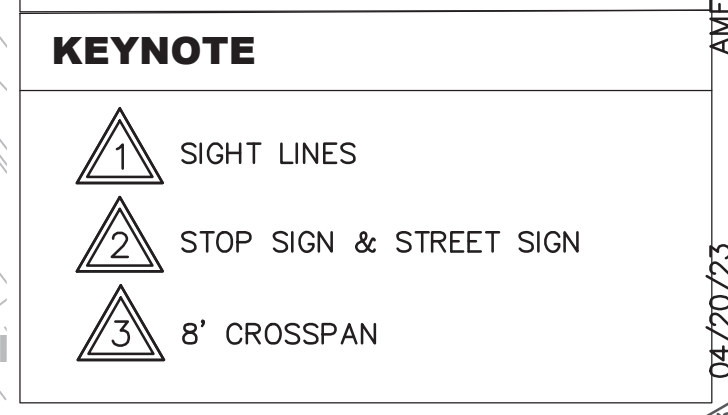 KEYNOTE
1 SIGHT LINES
2 STOP SIGN & STREET SIGN
3 8' CROSSPAN
04/20/23